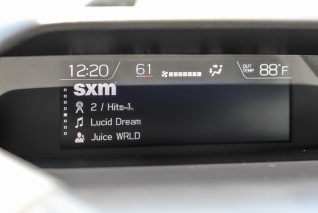 12:20 61 OUT TEMP 88°F
sxm
2 / Hits-1
Lucid Dream
Juice WRLD